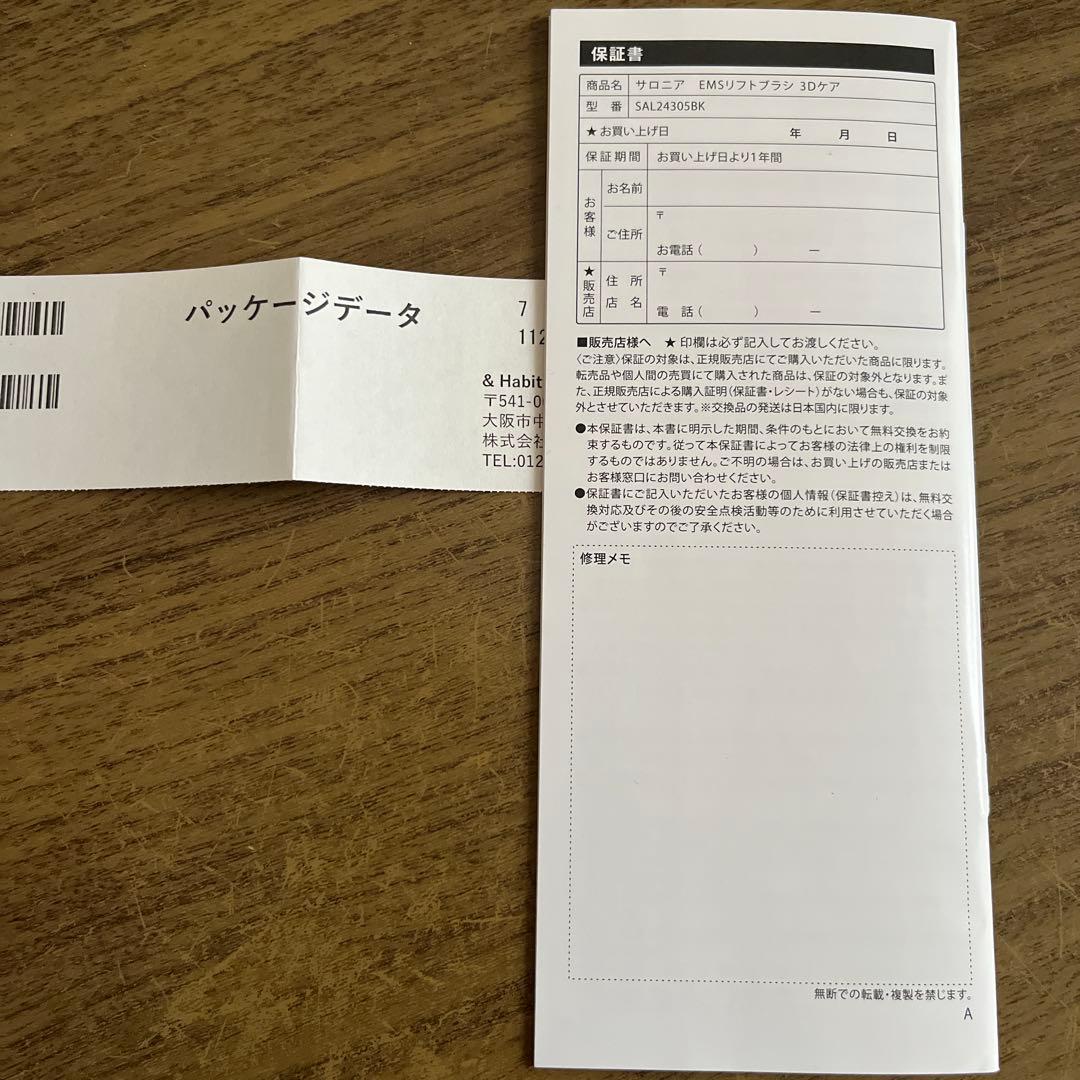 保証書
商品名 サロニア EMSリフトブラシ 3Dケア
型番 SAL24305BK
★お買い上げ日 年 月 日
保証期間 お買い上げ日より1年間
お客様
お名前
ご住所 〒
お電話( ) ー
★販売店
住所 〒
店名
電話( ) ー
■販売店様へ ★印欄は必ず記入してお渡しください。
〈ご注意〉保証の対象は、正規販売店にてご購入いただいた商品に限ります。
転売品や個人間の売買にて購入された商品は、保証の対象外となります。ま
た、正規販売店による購入証明(保証書・レシート)がない場合も、保証の対象
外とさせていただきます。※交換品の発送は日本国内に限ります。
●本保証書は、本書に明示した期間、条件のもとにおいて無料交換をお約
束するものです。従って本保証書によってお客様の法律上の権利を制限
するものではありません。ご不明の場合は、お買い上げの販売店または
お客様窓口にお問い合わせください。
●保証書にご記入いただいたお客様の個人情報(保証書控え)は、無料交
換対応及びその後の安全点検活動等のために利用させていただく場合
がございますのでご了承ください。
修理メモ
無断での転載・複製を禁じます。
A
パッケージデータ
7
112
& Habit
〒541-0
大阪市中
株式会社
TEL:012